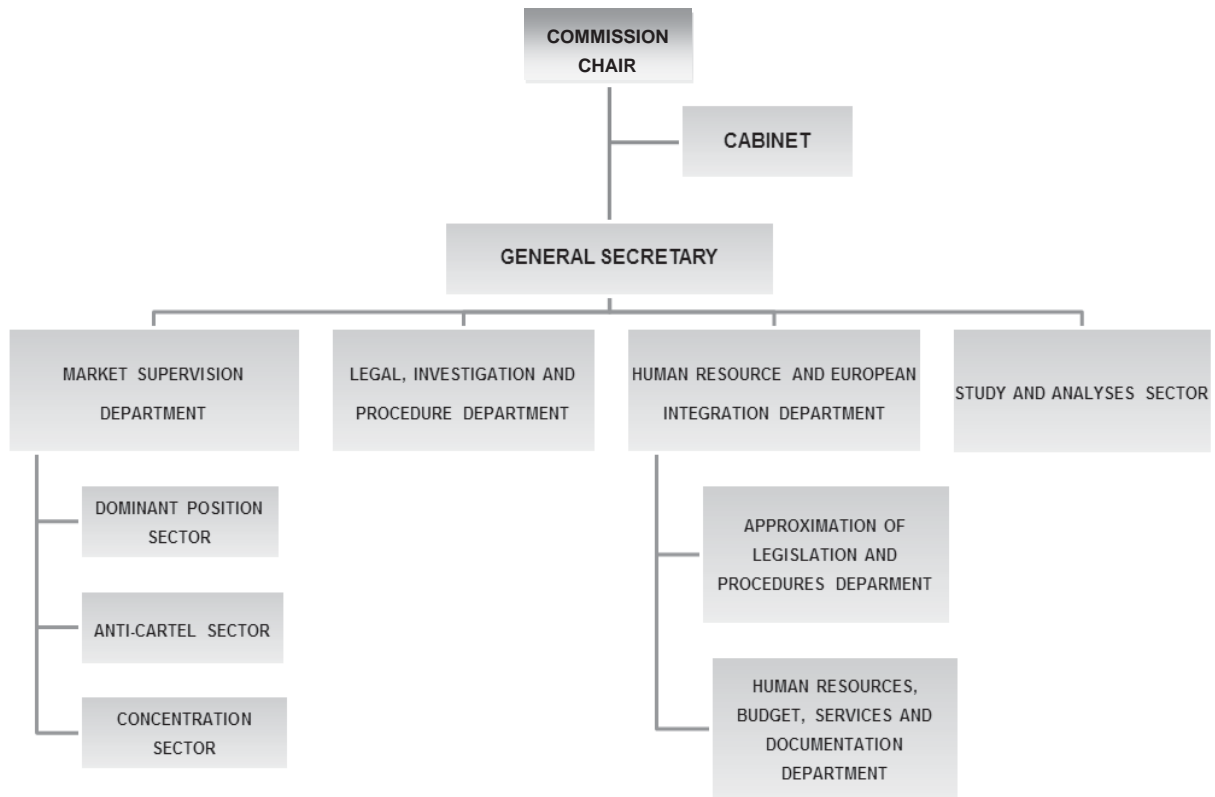 COMMISSION
CHAIR
CABINET
GENERAL SECRETARY
MARKET SUPERVISION
DEPARTMENT
LEGAL, INVESTIGATION AND
PROCEDURE DEPARTMENT
HUMAN RESOURCE AND EUROPEAN
INTEGRATION DEPARTMENT
STUDY AND ANALYSES SECTOR
DOMINANT POSITION
SECTOR
ANTI-CARTEL SECTOR
CONCENTRATION
SECTOR
APPROXIMATION OF
LEGISLATION AND
PROCEDURES DEPARMENT
HUMAN RESOURCES,
BUDGET, SERVICES AND
DOCUMENTATION
DEPARTMENT